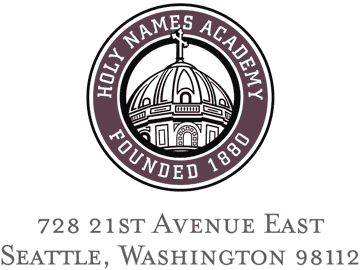 HOLY NAMES ACADEMY
FOUNDED 1880
728 21ST AVENUE EAST
SEATTLE, WASHINGTON 98112